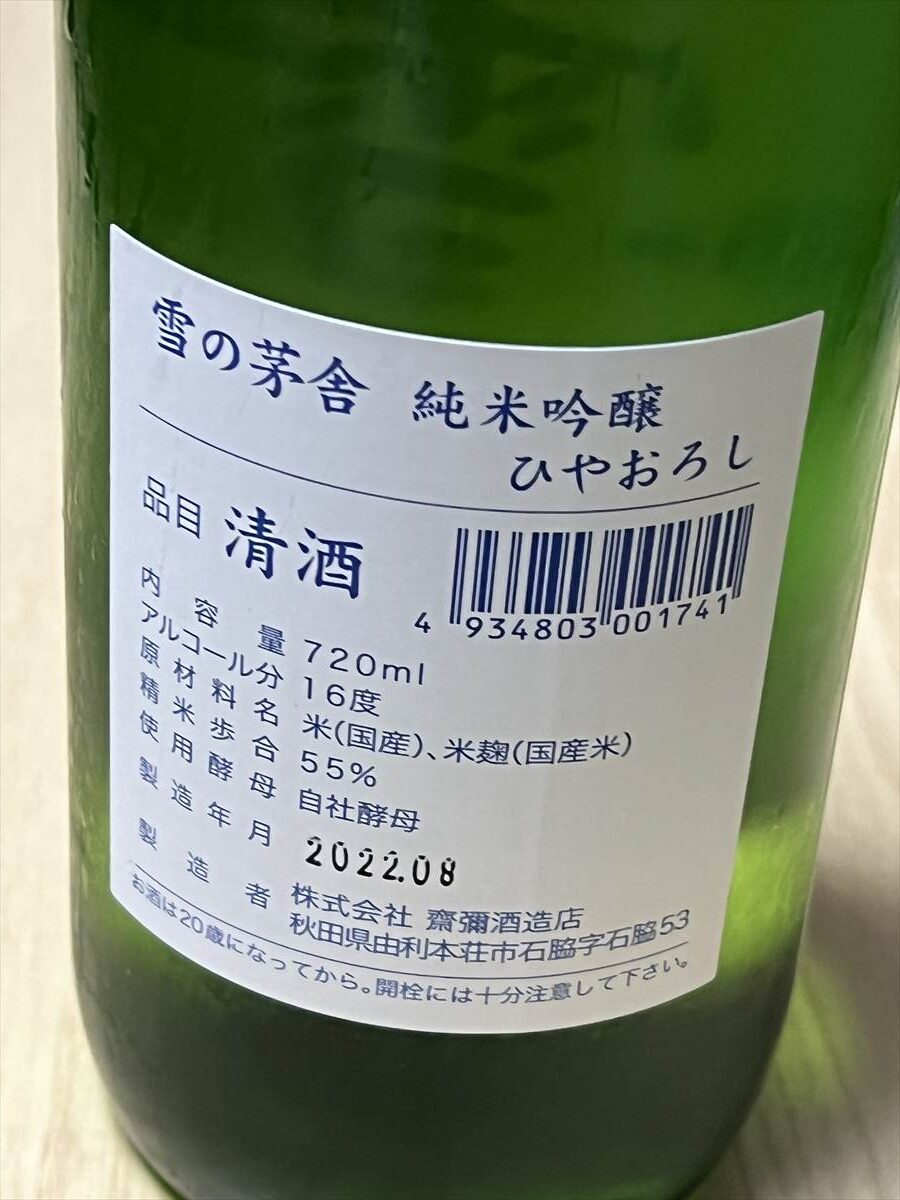 雪の茅舎 純米吟醸
ひやおろし
品目 清酒
4 934803 001741
内容量 720ml
アルコール分 16度
原材料名 米(国産)、米麹(国産米)
精米歩合 55%
使用酵母 自社酵母
製造年月 2022.08
製造者 株式会社 齋彌酒造店
秋田県由利本荘市石脇字石脇53
お酒は20歳になってから。開栓には十分注意して下さい。